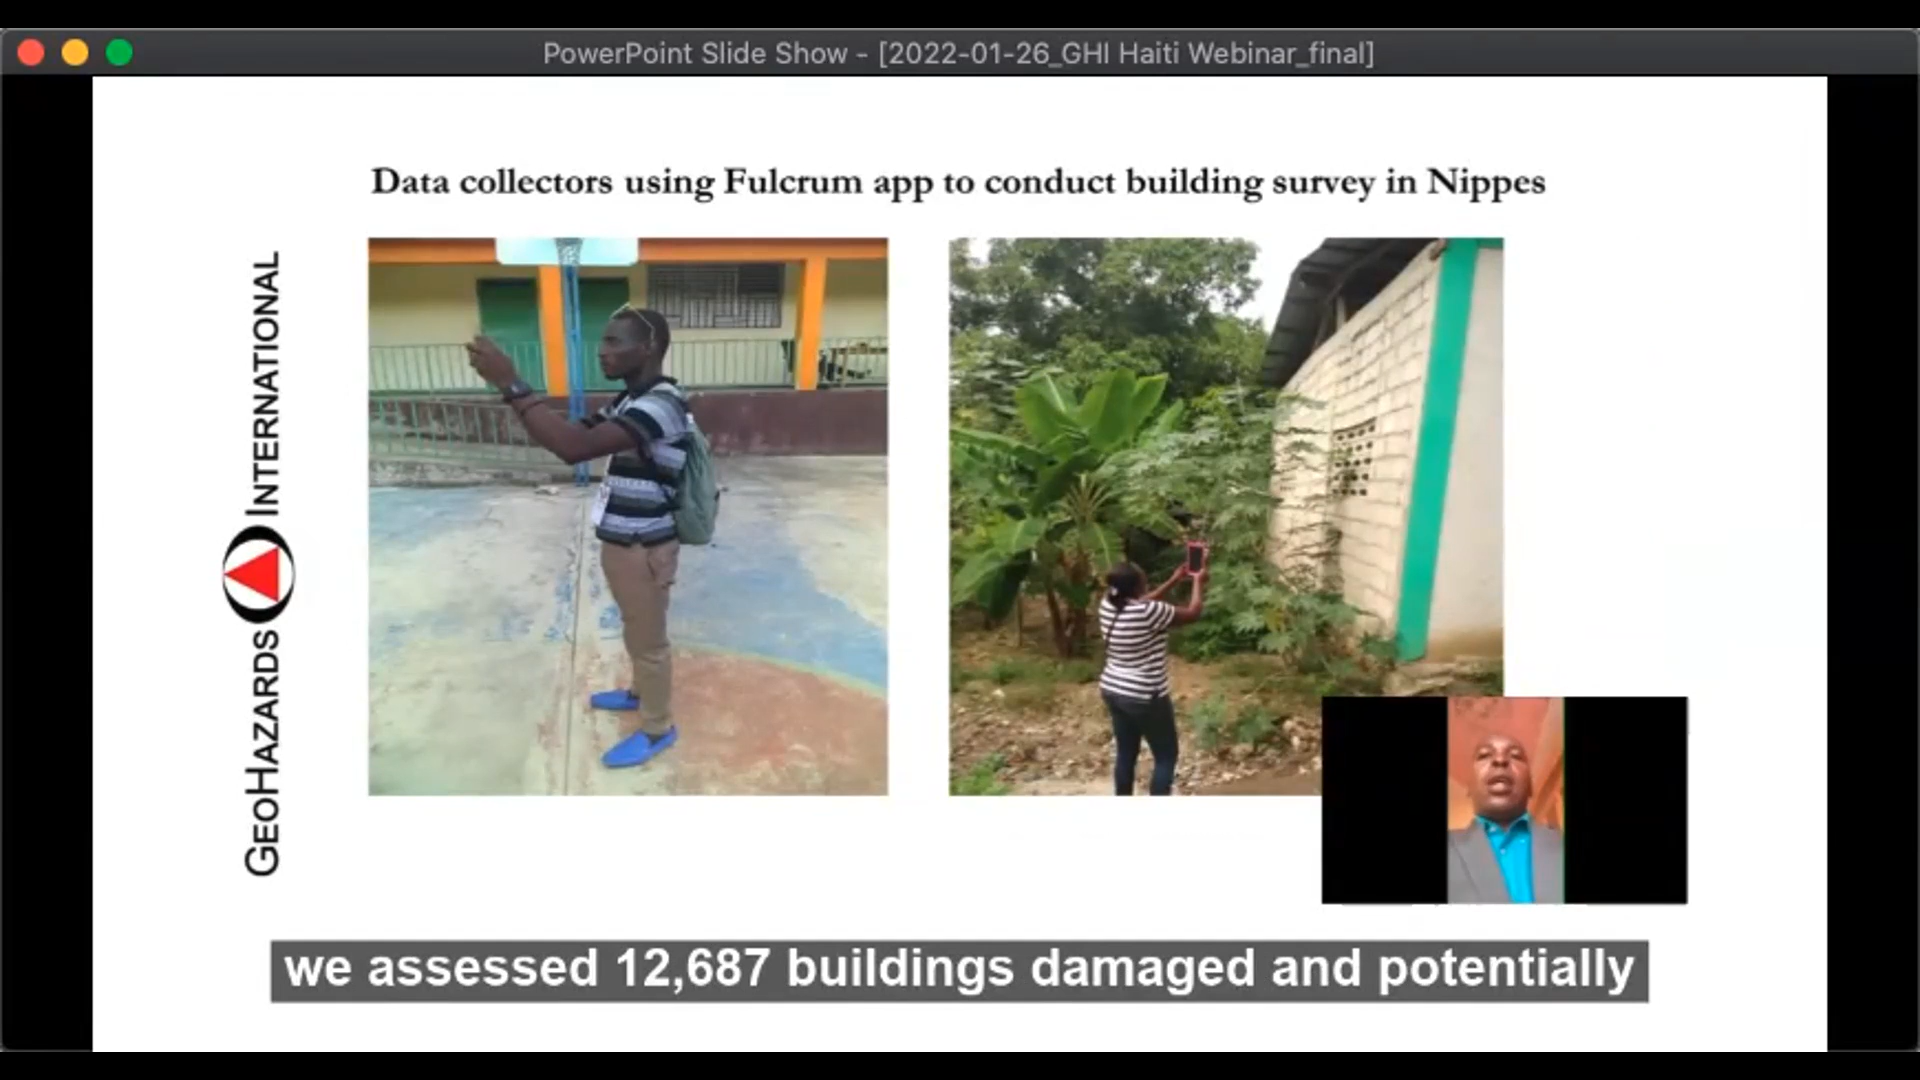 PowerPoint Slide Show - [2022-01-26_GHI Haiti Webinar_final]
Data collectors using Fulcrum app to conduct building survey in Nippes
GEOHAZARDS INTERNATIONAL
we assessed 12,687 buildings damaged and potentially